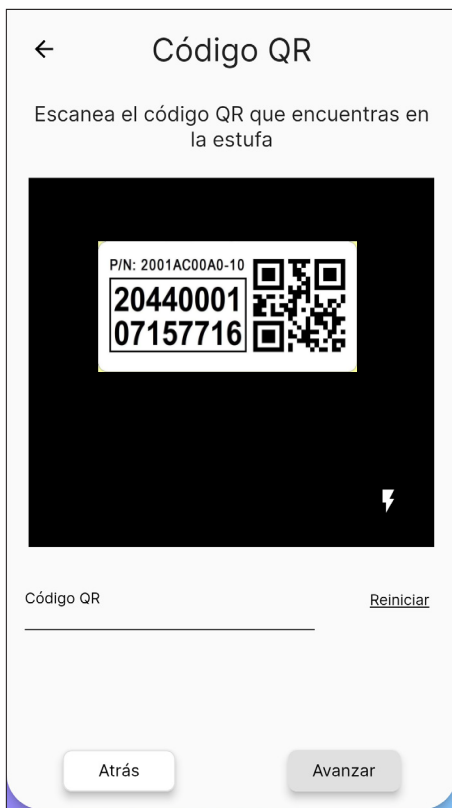 Código QR
Escanea el código QR que encuentras en
la estufa
P/N: 2001AC00A0-10
20440001
07157716
Código QR
Reiniciar
Atrás
Avanzar